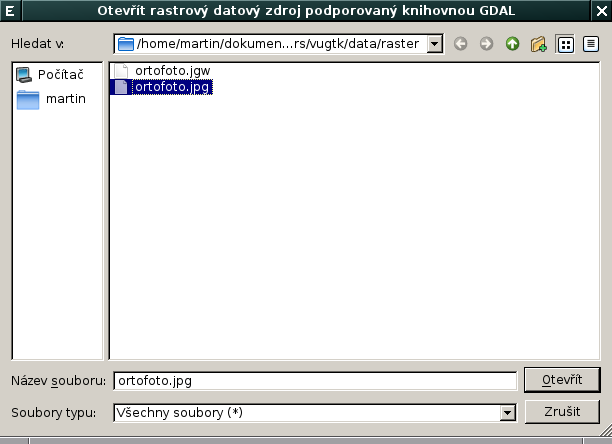 E Otevřít rastrový datový zdroj podporovaný knihovnou GDAL
Hledat v: /home/martin/dokumen...rs/vugtk/data/raster
Počítač
martin
ortofoto.jgw
ortofoto.jpg
Název souboru: ortofoto.jpg Otevřít
Soubory typu: Všechny soubory (*) Zrušit